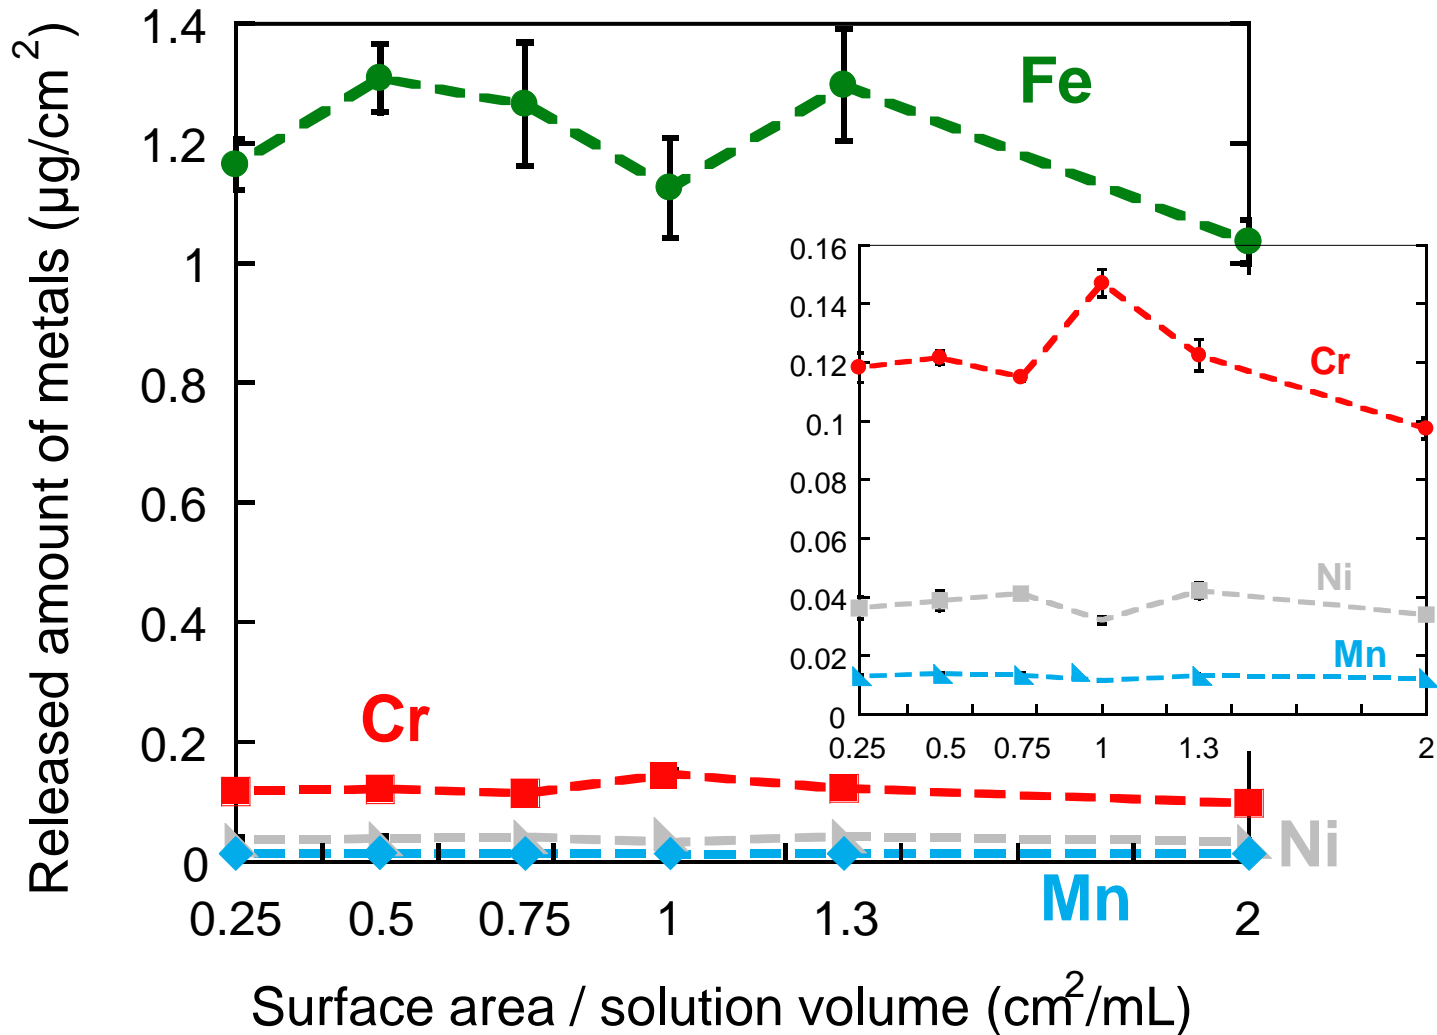 Released amount of metals (µg/cm²)
1.4
1.2
1
0.8
0.6
0.4
0.2
0
Fe
Cr
Ni
Mn
0.25 0.5 0.75 1 1.3 2
Surface area / solution volume (cm²/mL)
0.16
0.14
0.12
0.1
0.08
0.06
0.04
0.02
0
Cr
Ni
Mn
0.25 0.5 0.75 1 1.3 2